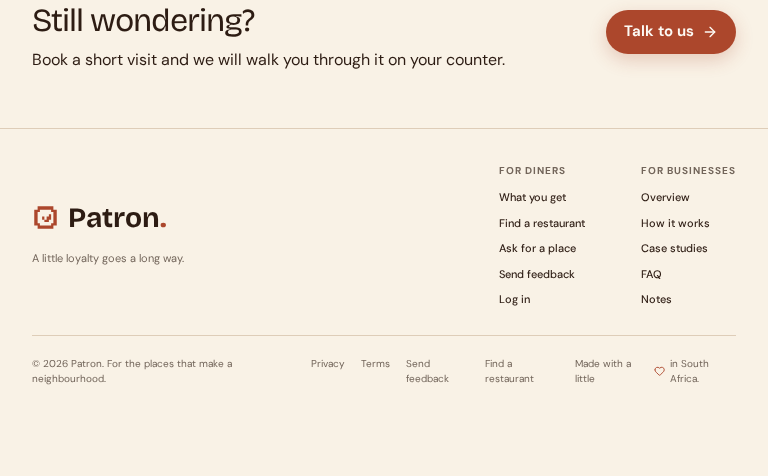 Still wondering?
Book a short visit and we will walk you through it on your counter.
Talk to us
Patron.
A little loyalty goes a long way.
FOR DINERS
What you get
Find a restaurant
Ask for a place
Send feedback
Log in
FOR BUSINESSES
Overview
How it works
Case studies
FAQ
Notes
© 2026 Patron. For the places that make a
neighbourhood.
Privacy
Terms
Send
feedback
Find a
restaurant
Made with a
little
in South
Africa.